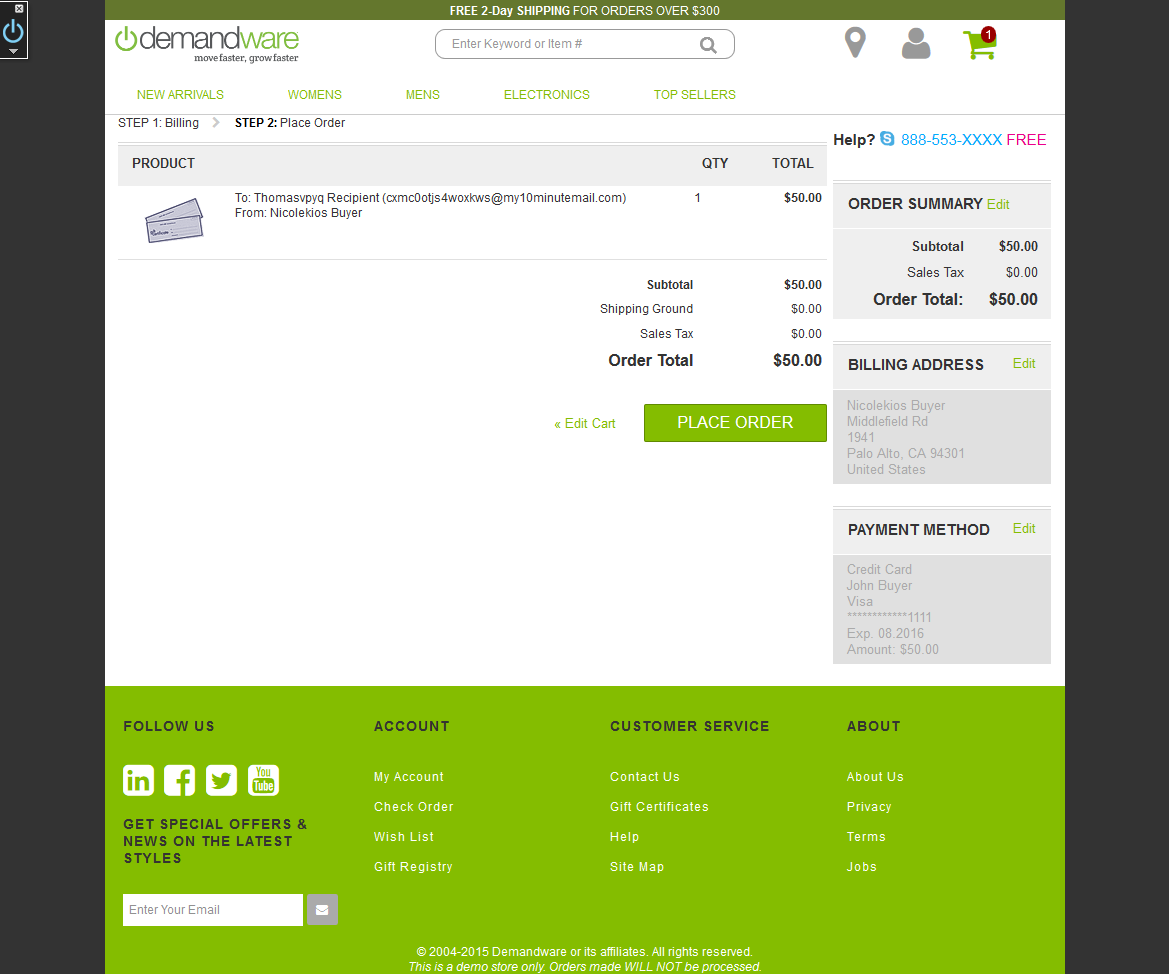 FREE 2-Day SHIPPING FOR ORDERS OVER $300
demandware
move faster, grow faster
Enter Keyword or Item #
1
NEW ARRIVALS WOMENS MENS ELECTRONICS TOP SELLERS
STEP 1: Billing STEP 2: Place Order
Help? 888-553-XXXX FREE
PRODUCT QTY TOTAL
To: Thomasvpyq Recipient (cxmc0otjs4woxkws@my10minutemail.com) 1 $50.00
From: Nicolekios Buyer
Subtotal $50.00
Shipping Ground $0.00
Sales Tax $0.00
Order Total $50.00
« Edit Cart PLACE ORDER
ORDER SUMMARY Edit
Subtotal $50.00
Sales Tax $0.00
Order Total: $50.00
BILLING ADDRESS Edit
Nicolekios Buyer
Middlefield Rd
1941
Palo Alto, CA 94301
United States
PAYMENT METHOD Edit
Credit Card
John Buyer
Visa
************1111
Exp. 08.2016
Amount: $50.00
FOLLOW US
in f You Tube
GET SPECIAL OFFERS &
NEWS ON THE LATEST
STYLES
Enter Your Email
ACCOUNT
My Account
Check Order
Wish List
Gift Registry
CUSTOMER SERVICE
Contact Us
Gift Certificates
Help
Site Map
ABOUT
About Us
Privacy
Terms
Jobs
© 2004-2015 Demandware or its affiliates. All rights reserved.
This is a demo store only. Orders made WILL NOT be processed.